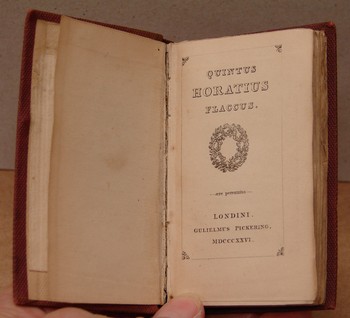 QUINTUS
HORATIUS
FLACCUS.
LONDINI.
GULIELMUS PICKERING,
MDCCCXXVI.